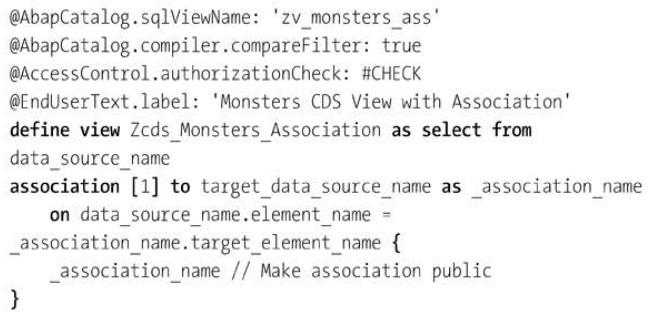 @AbapCatalog.sqlViewName: 'zv_monsters_ass'
@AbapCatalog.compiler.compareFilter: true
@AccessControl.authorizationCheck: #CHECK
@EndUserText.label: 'Monsters CDS View with Association'
define view Zcds_Monsters_Association as select from
data_source_name
association [1] to target_data_source_name as _association_name
    on data_source_name.element_name =
_association_name.target_element_name {
    _association_name // Make association public
}